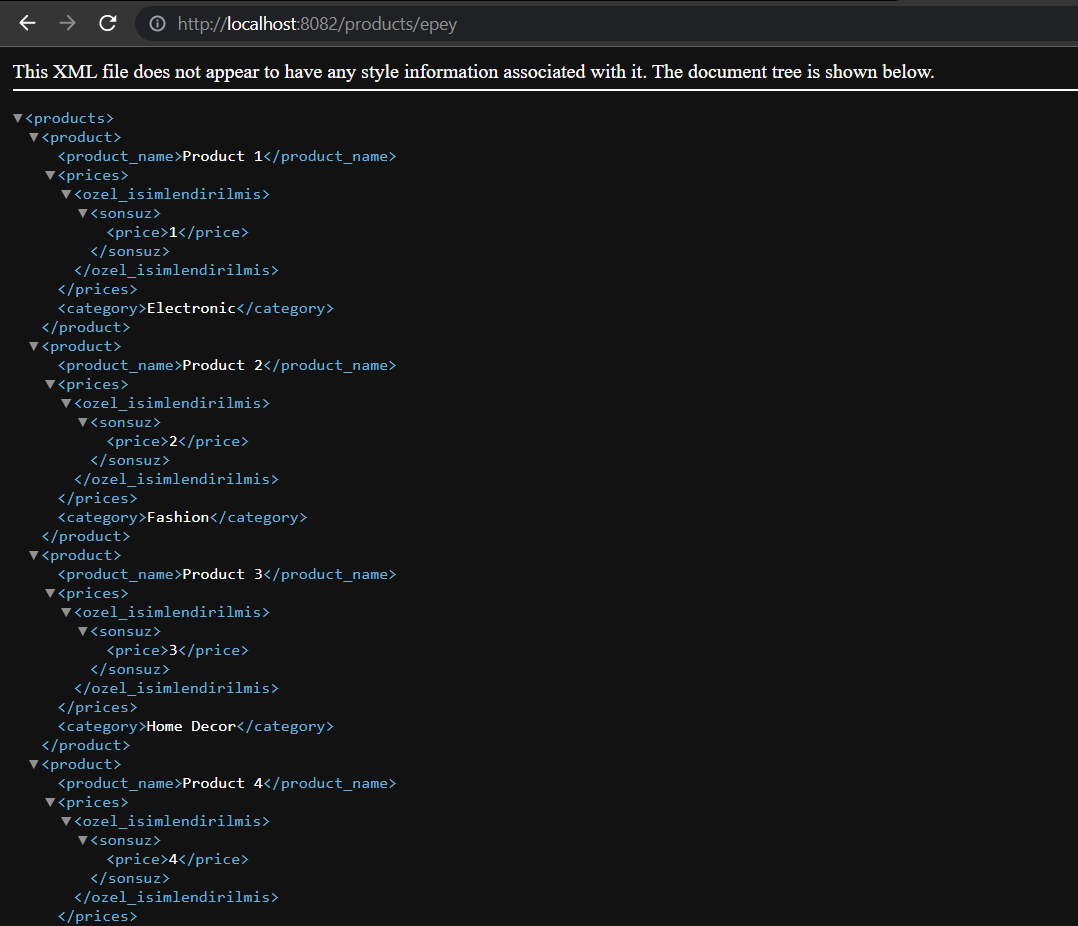 http://localhost:8082/products/epey
This XML file does not appear to have any style information associated with it. The document tree is shown below.
▼<products>
▼<product>
<product_name>Product 1</product_name>
▼<prices>
▼<ozel_isimlendirilmis>
▼<sonsuz>
<price>1</price>
</sonsuz>
</ozel_isimlendirilmis>
</prices>
<category>Electronic</category>
</product>
▼<product>
<product_name>Product 2</product_name>
▼<prices>
▼<ozel_isimlendirilmis>
▼<sonsuz>
<price>2</price>
</sonsuz>
</ozel_isimlendirilmis>
</prices>
<category>Fashion</category>
</product>
▼<product>
<product_name>Product 3</product_name>
▼<prices>
▼<ozel_isimlendirilmis>
▼<sonsuz>
<price>3</price>
</sonsuz>
</ozel_isimlendirilmis>
</prices>
<category>Home Decor</category>
</product>
▼<product>
<product_name>Product 4</product_name>
▼<prices>
▼<ozel_isimlendirilmis>
▼<sonsuz>
<price>4</price>
</sonsuz>
</ozel_isimlendirilmis>
</prices>